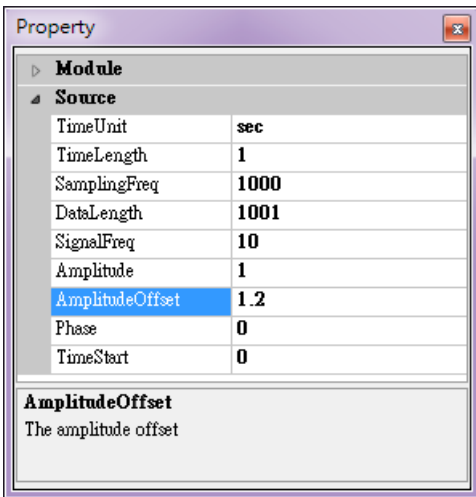 Property
Module
Source
TimeUnit sec
TimeLength 1
SamplingFreq 1000
DataLength 1001
SignalFreq 10
Amplitude 1
AmplitudeOffset 1.2
Phase 0
TimeStart 0
AmplitudeOffset
The amplitude offset